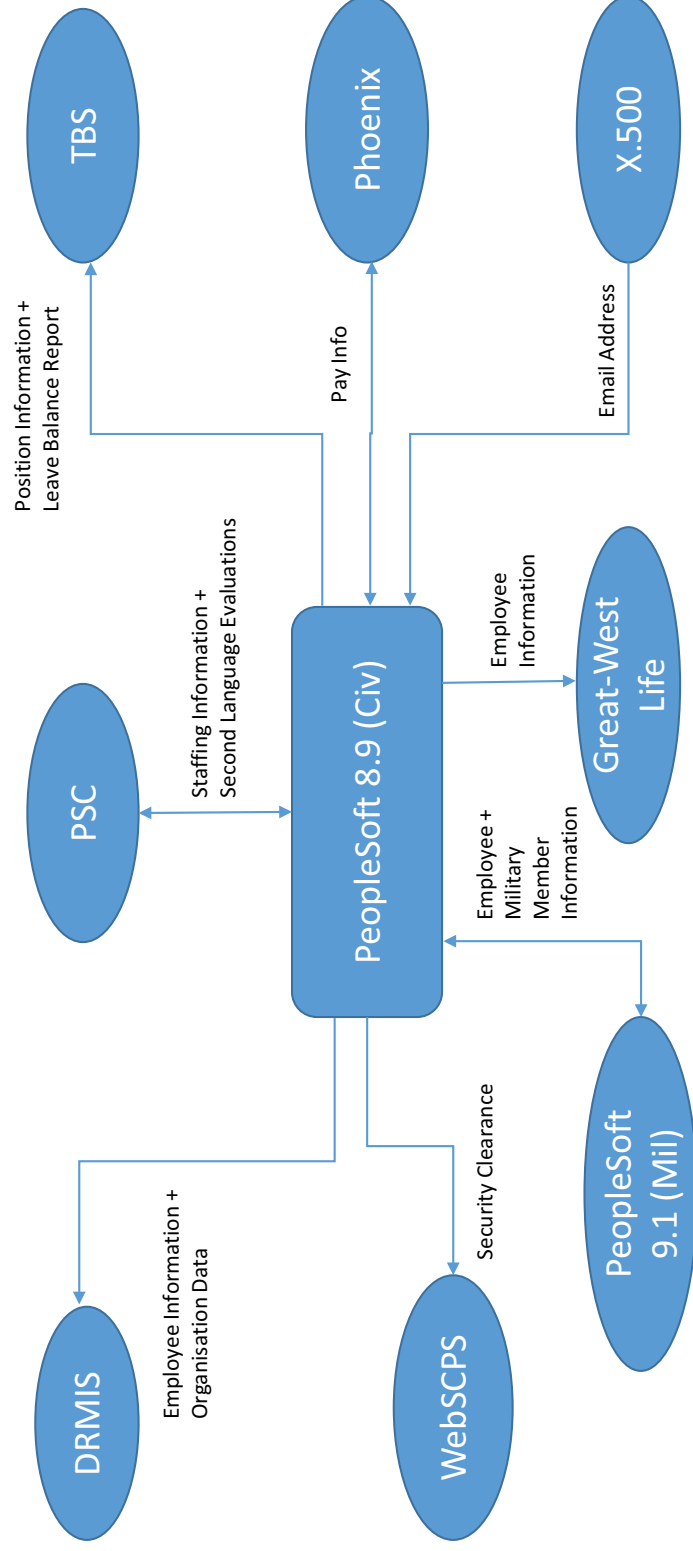 DRMIS
PSC
TBS
Employee Information +
Organisation Data
Staffing Information +
Second Language Evaluations
Position Information +
Leave Balance Report
PeopleSoft 8.9 (Civ)
Pay Info
Phoenix
WebSCPS
Security Clearance
Employee +
Military
Member
Information
Employee
Information
Email Address
PeopleSoft
9.1 (Mil)
Great-West
Life
X.500